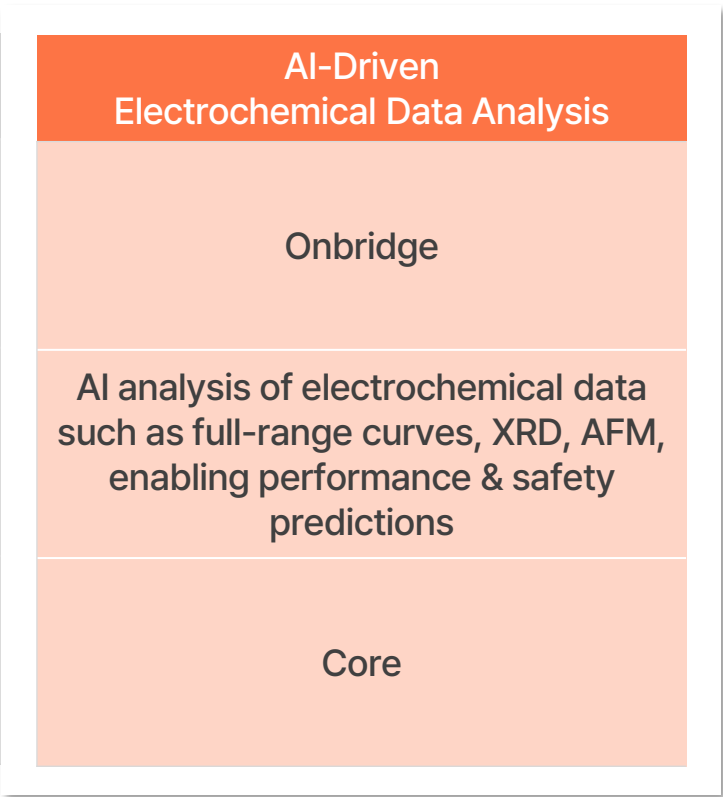 AI-Driven
Electrochemical Data Analysis
Onbridge
AI analysis of electrochemical data
such as full-range curves, XRD, AFM,
enabling performance & safety
predictions
Core